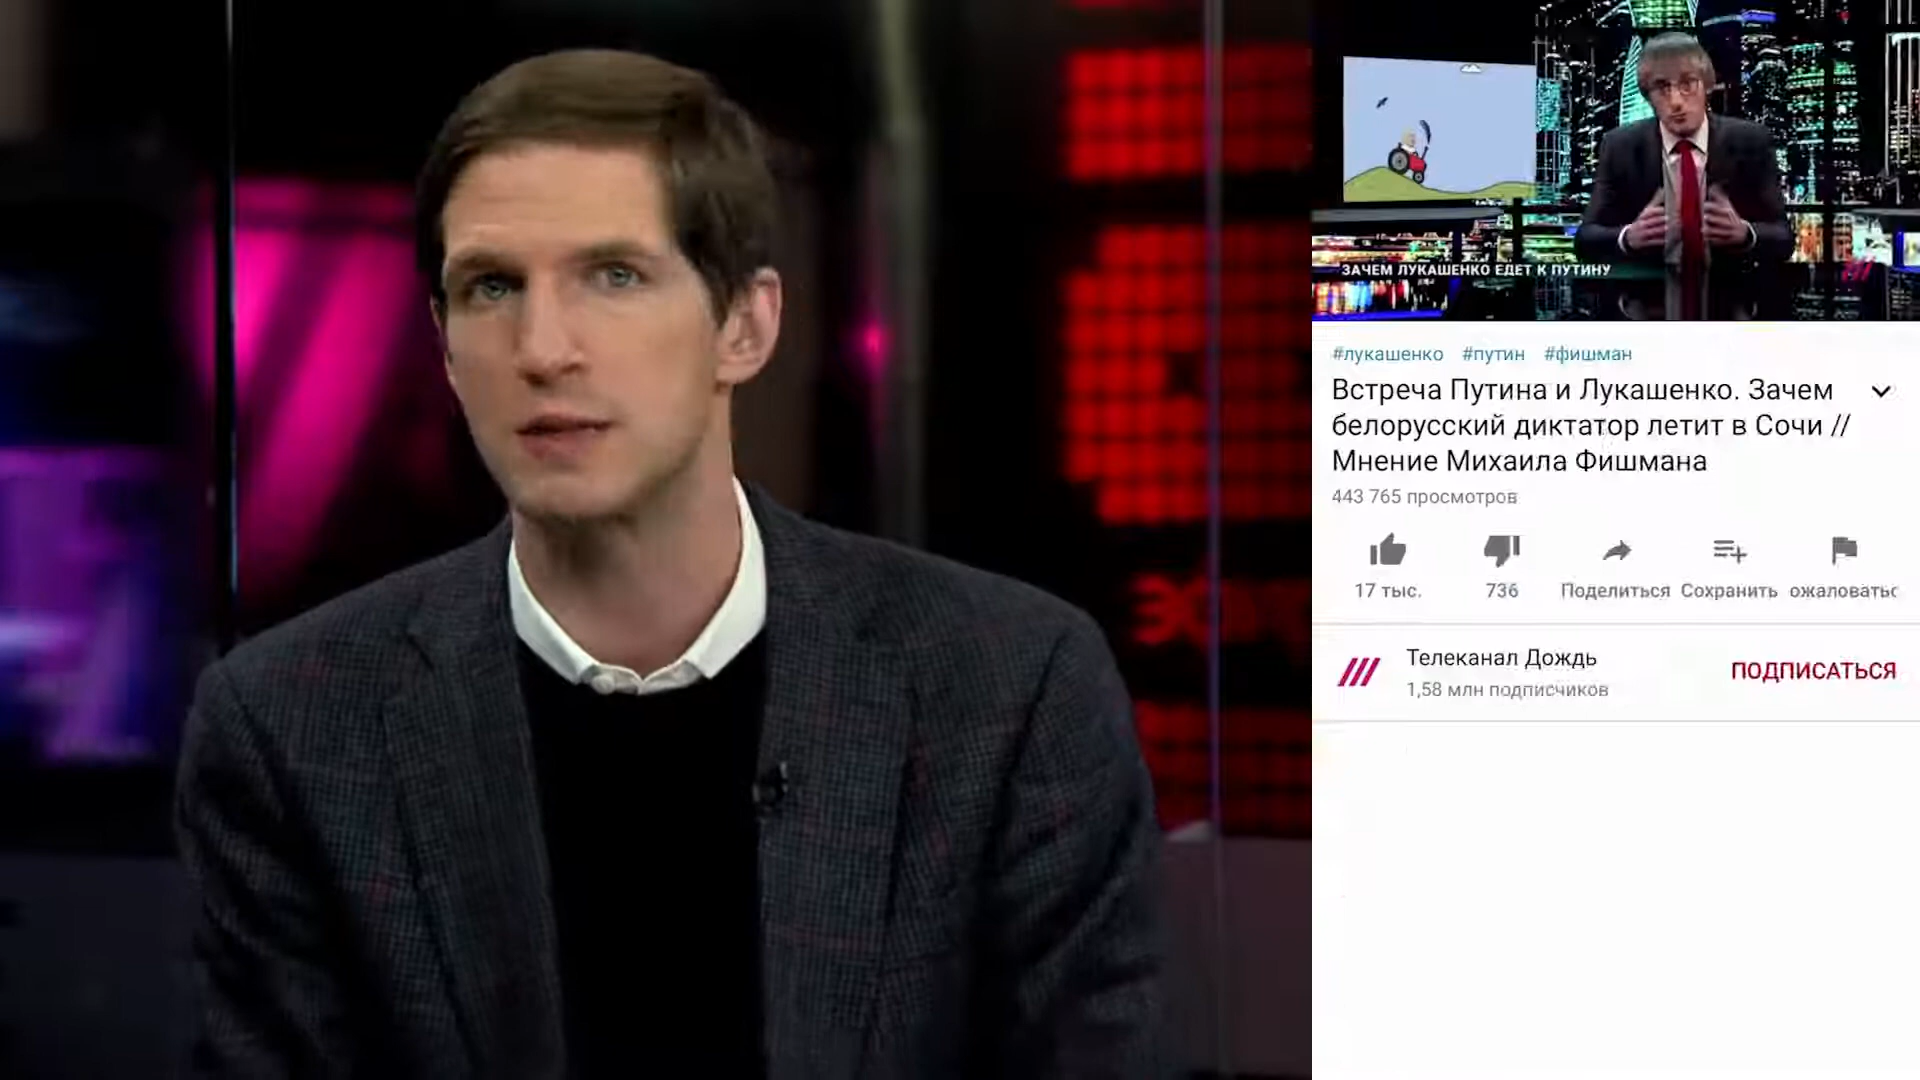 ЗАЧЕМ ЛУКАШЕНКО ЕДЕТ К ПУТИНУ
#лукашенко #путин #фишман
Встреча Путина и Лукашенко. Зачем
белорусский диктатор летит в Сочи //
Мнение Михаила Фишмана
443 765 просмотров
17 тыс.
736
Поделиться
Сохранить
ожаловатьс
Телеканал Дождь
1,58 млн подписчиков
ПОДПИСАТЬСЯ